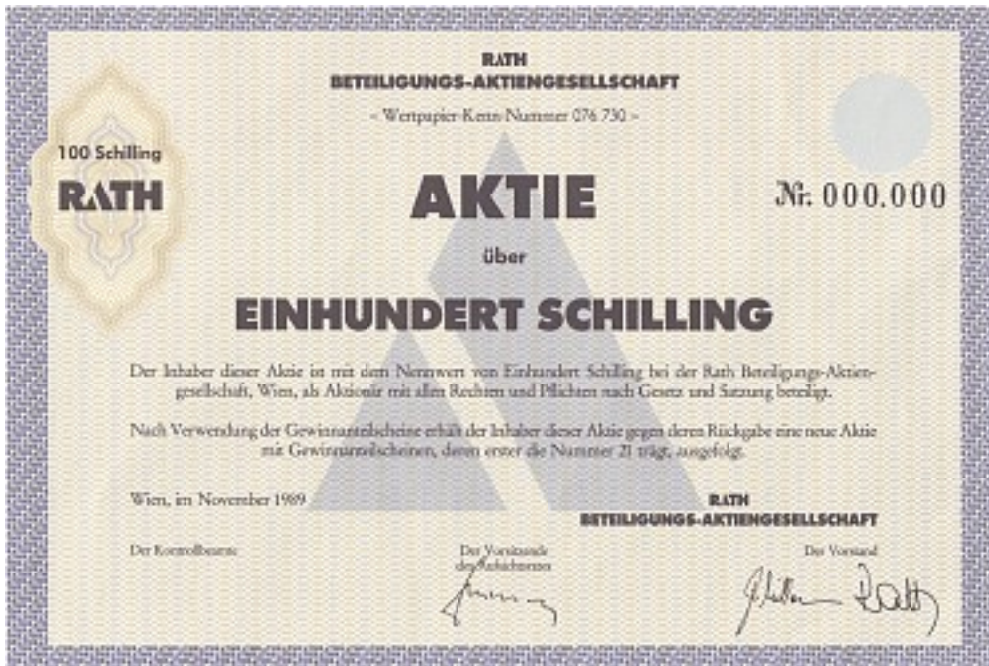 RATH
BETEILIGUNGS-AKTIENGESELLSCHAFT
– Wertpapier-Kenn-Nummer 076 730 –
100 Schilling
RATH
AKTIE
Nr. 000.000
über
EINHUNDERT SCHILLING
Der Inhaber dieser Aktie ist mit dem Nennwert von Einhundert Schilling bei der Rath Beteiligungs-Aktien-
gesellschaft, Wien, als Aktionär mit allen Rechten und Pflichten nach Gesetz und Satzung beteiligt.
Nach Verwendung der Gewinnanteilscheine erhält der Inhaber dieser Aktie gegen deren Rückgabe eine neue Aktie
mit Gewinnanteilscheinen, deren erster die Nummer 21 trägt, ausgefolgt.
Wien, im November 1989
RATH
BETEILIGUNGS-AKTIENGESELLSCHAFT
Der Kontrollbeamte
Der Vorsitzende
des Aufsichtsrates
Der Vorstand
Rath